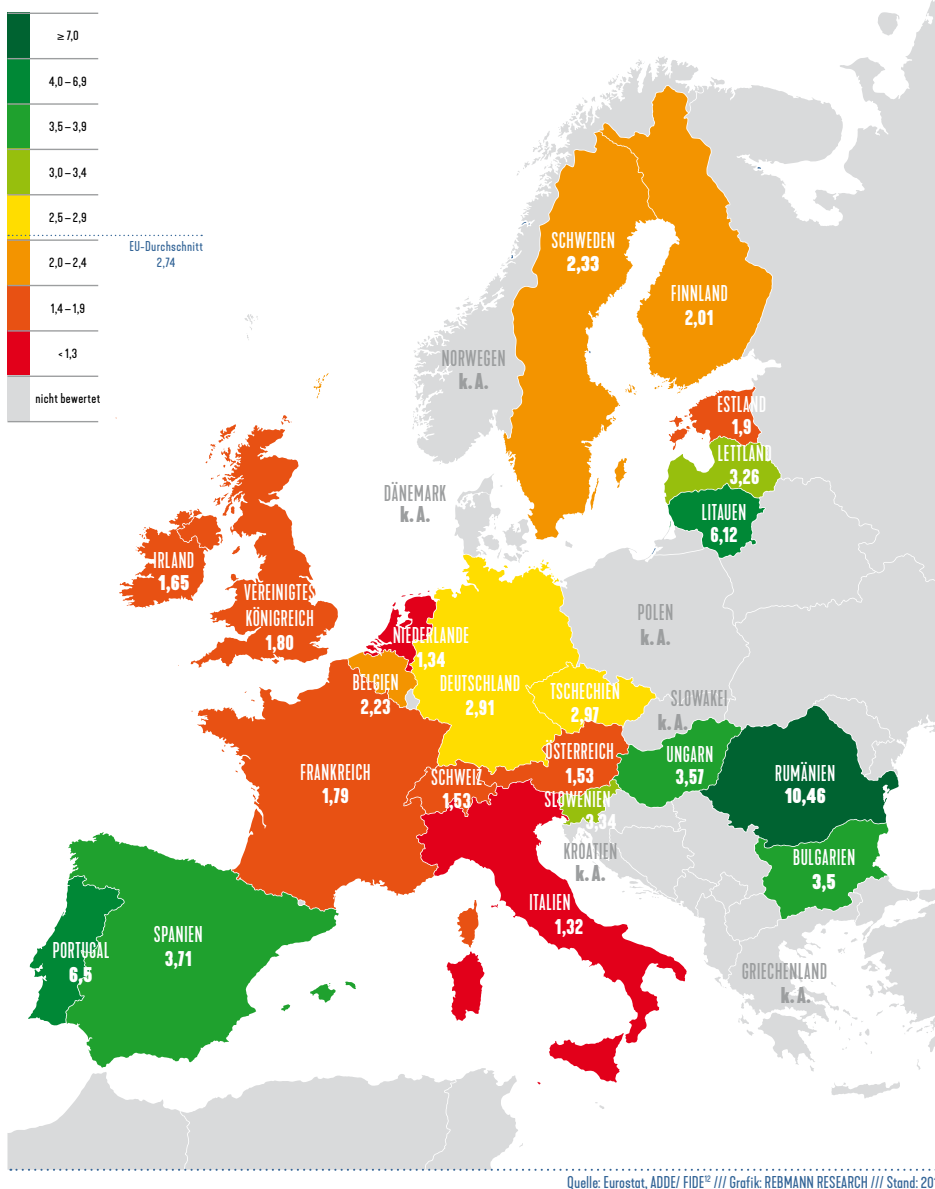 ≥ 7,0
4,0 – 6,9
3,5 – 3,9
3,0 – 3,4
2,5 – 2,9
EU-Durchschnitt
2,74
2,0 – 2,4
1,4 – 1,9
< 1,3
nicht bewertet
SCHWEDEN
2,33
FINNLAND
2,01
NORWEGEN
k. A.
ESTLAND
1,9
LETTLAND
3,26
LITAUEN
6,12
DÄNEMARK
k. A.
IRLAND
1,65
VEREINIGTES
KÖNIGREICH
1,80
NIEDERLANDE
1,34
POLEN
k. A.
BELGIEN
2,23
DEUTSCHLAND
2,91
TSCHECHIEN
2,97
SLOWAKEI
k. A.
FRANKREICH
1,79
SCHWEIZ
1,53
ÖSTERREICH
1,53
UNGARN
3,57
RUMÄNIEN
10,46
SLOWENIEN
3,34
KROATIEN
k. A.
BULGARIEN
3,5
ITALIEN
1,32
PORTUGAL
6,5
SPANIEN
3,71
GRIECHENLAND
k. A.
Quelle: Eurostat, ADDE/ FIDE¹² /// Grafik: REBMANN RESEARCH /// Stand: